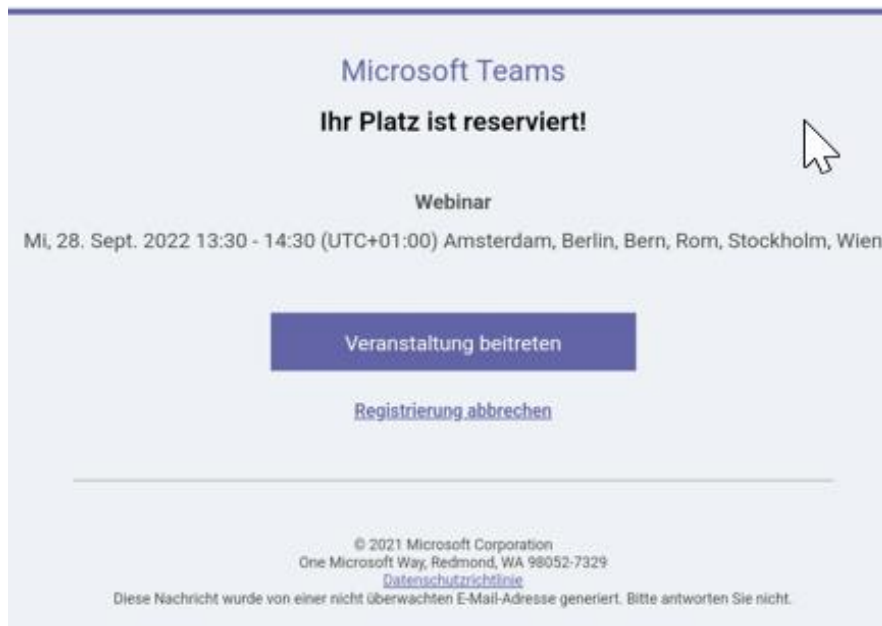 Microsoft Teams
Ihr Platz ist reserviert!
Webinar
Mi, 28. Sept. 2022 13:30 - 14:30 (UTC+01:00) Amsterdam, Berlin, Bern, Rom, Stockholm, Wien
Veranstaltung beitreten
Registrierung abbrechen
© 2021 Microsoft Corporation
One Microsoft Way, Redmond, WA 98052-7329
Datenschutzrichtlinie
Diese Nachricht wurde von einer nicht überwachten E-Mail-Adresse generiert. Bitte antworten Sie nicht.